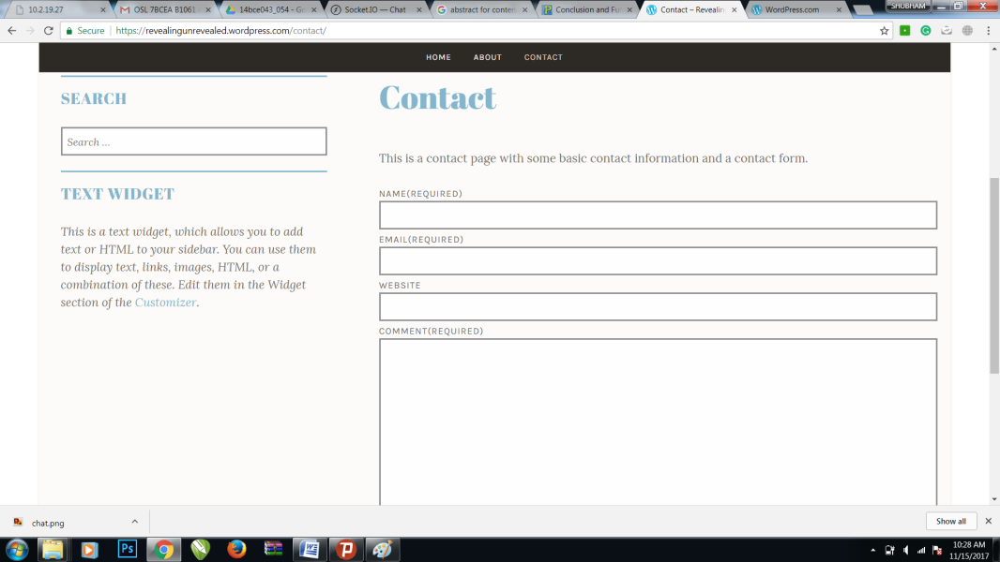 SHUBHAM
10.2.19.27
OSL 7BCEA B1061
14bce043_054 - G
Socket.IO — Chat
abstract for conten
Conclusion and Fu
Contact – Revealin
WordPress.com
Secure
https://revealingunrevealed.wordpress.com/contact/
HOME
ABOUT
CONTACT
SEARCH
Search …
TEXT WIDGET
This is a text widget, which allows you to add
text or HTML to your sidebar. You can use them
to display text, links, images, HTML, or a
combination of these. Edit them in the Widget
section of the Customizer.
Contact
This is a contact page with some basic contact information and a contact form.
NAME(REQUIRED)
EMAIL(REQUIRED)
WEBSITE
COMMENT(REQUIRED)
chat.png
Show all
Ps
10:28 AM
11/15/2017